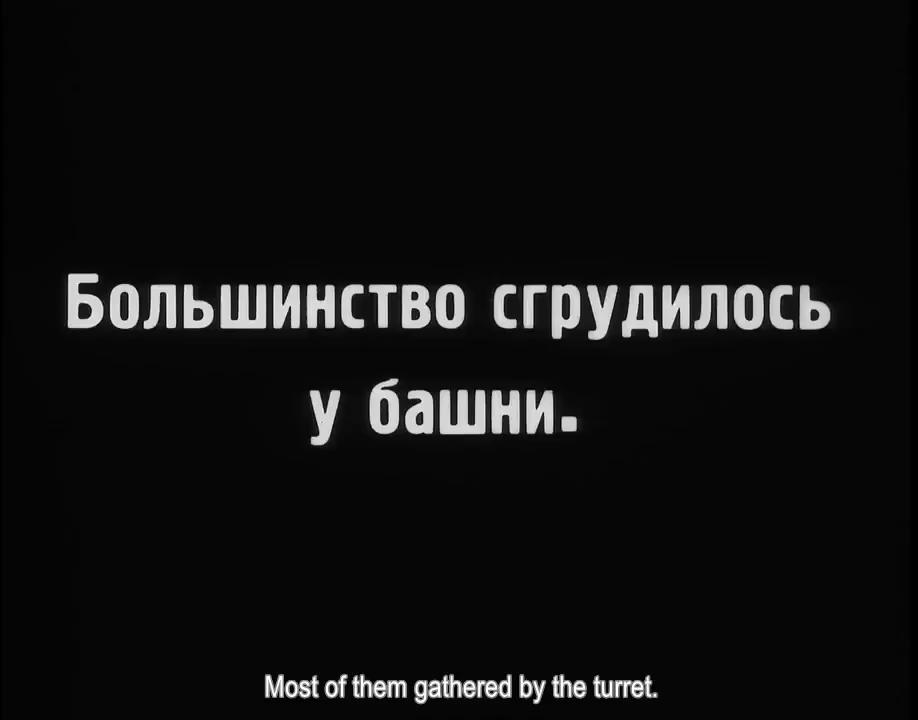 Большинство сгрудилось
у башни.
Most of them gathered by the turret.